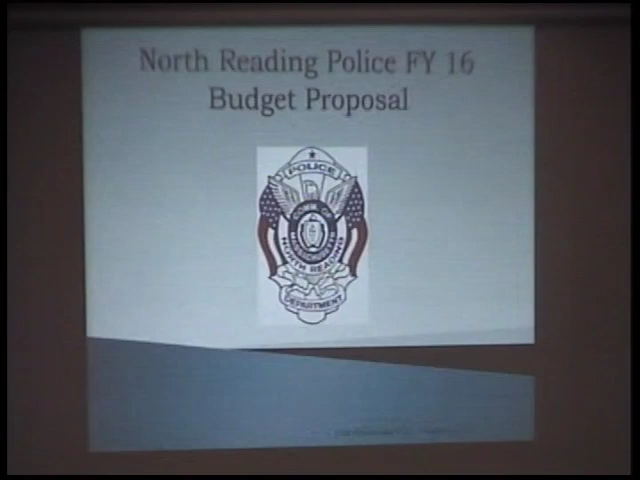 North Reading Police FY 16
Budget Proposal
POLICE
NORTH READING
DEPARTMENT